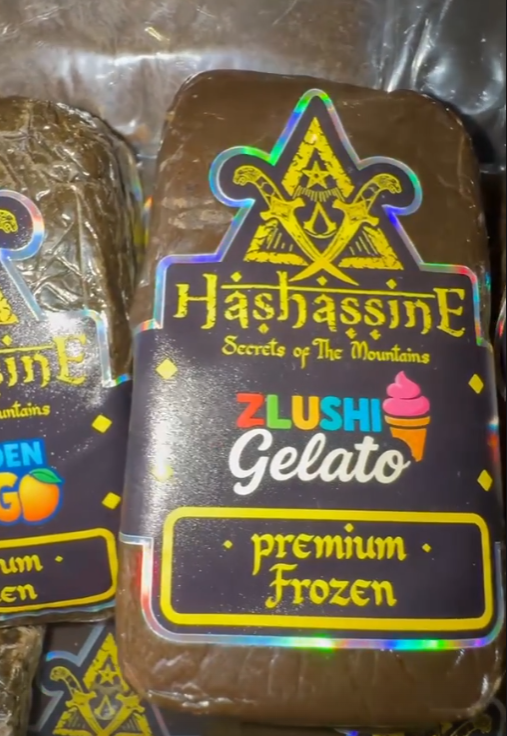 HashassinE
Secrets of The Mountains
ZLUSHI
Gelato
premium
Frozen